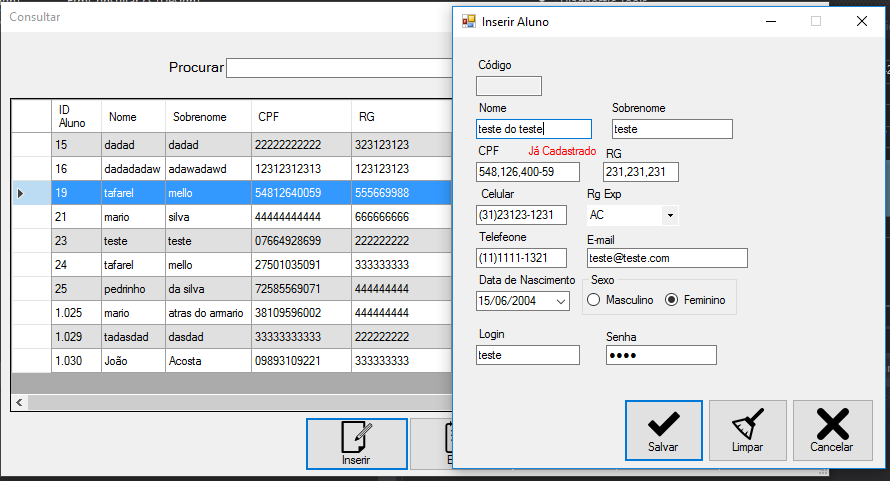 Consultar
Procurar
ID Aluno Nome Sobrenome CPF RG
15 dadad dadad 22222222222 323123123
16 dadadadaw adawadawd 12312312313 123123123
19 tafarel mello 54812640059 555669988
21 mario silva 44444444444 666666666
23 teste teste 07664928699 222222222
24 tafarel mello 27501035091 333333333
25 pedrinho da silva 72585569071 444444444
1.025 mario atras do armario 38109596002 444444444
1.029 tadasdad dasdad 33333333333 222222222
1.030 João Acosta 09893109221 333333333
Inserir
Inserir Aluno
Código
Nome Sobrenome
teste do teste teste
CPF Já Cadastrado RG
548,126,400-59 231,231,231
Celular Rg Exp
(31)23123-1231 AC
Telefeone E-mail
(11)1111-1321 teste@teste.com
Data de Nascimento Sexo
15/06/2004 Masculino Feminino
Login Senha
teste ●●●●
Salvar Limpar Cancelar